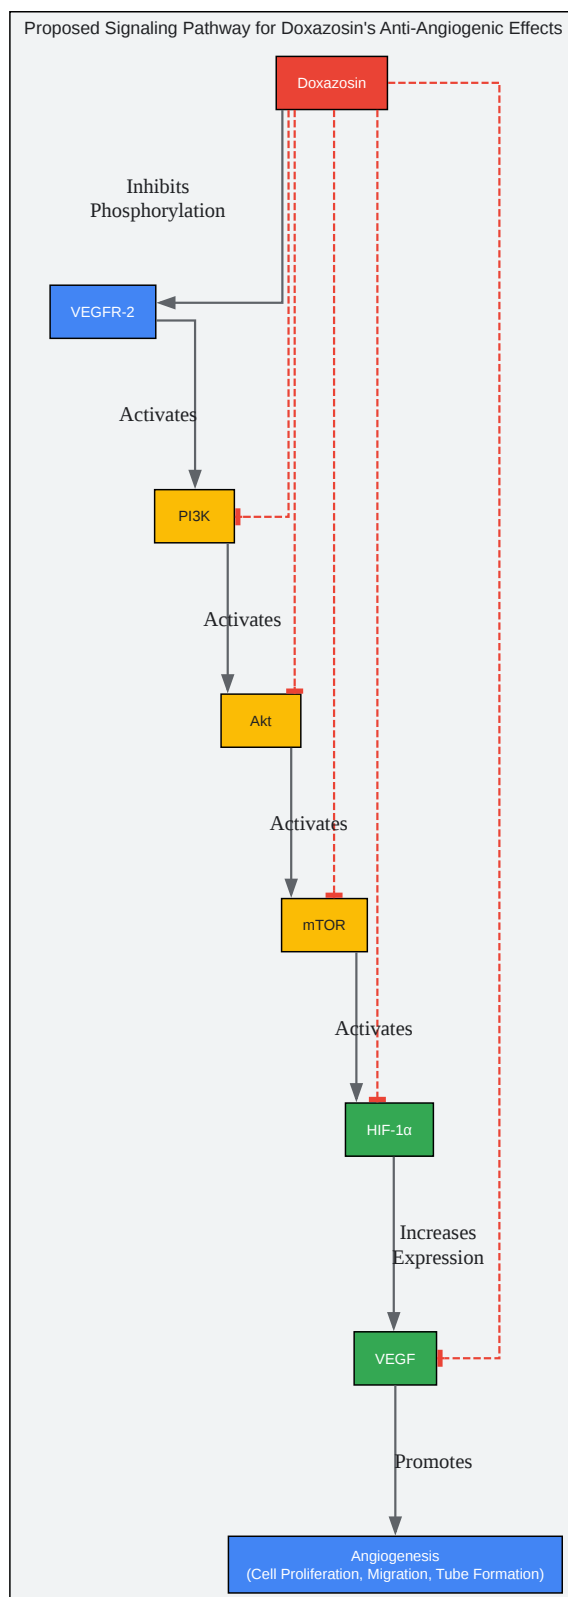 Proposed Signaling Pathway for Doxazosin's Anti-Angiogenic Effects
Doxazosin
Inhibits
Phosphorylation
VEGFR-2
Activates
PI3K
Activates
Akt
Activates
mTOR
Activates
HIF-1α
Increases
Expression
VEGF
Promotes
Angiogenesis
(Cell Proliferation, Migration, Tube Formation)